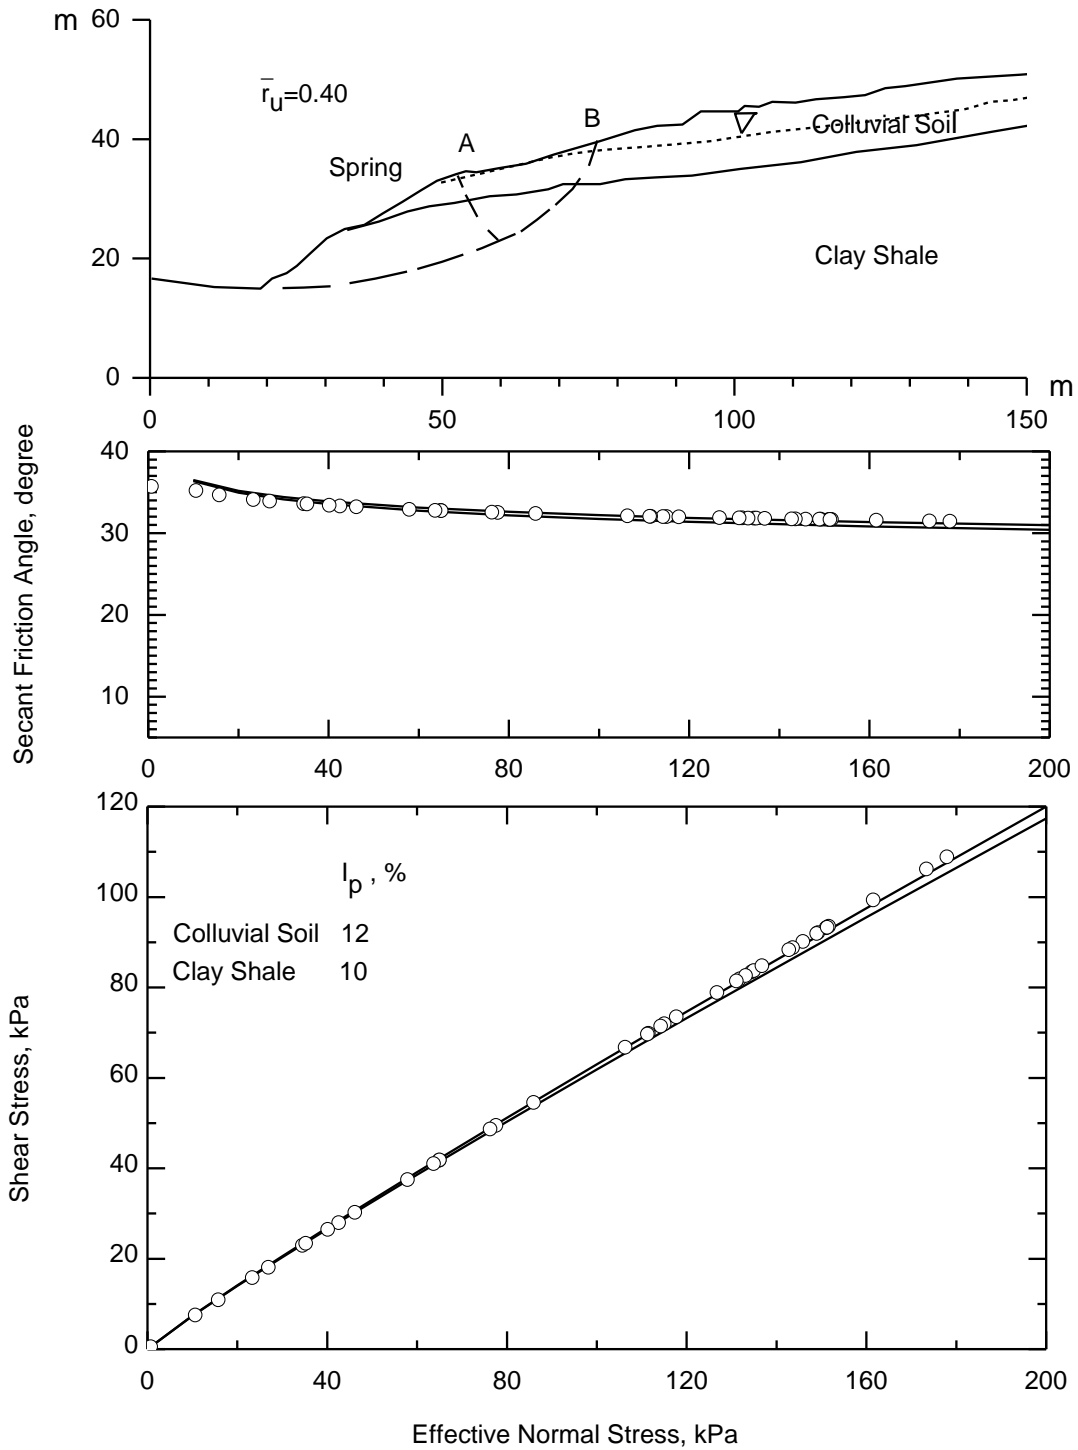 m 60
r̅u=0.40
B
A
Colluvial Soil
40
Spring
20
Clay Shale
0
m
0 50 100 150
40
30
20
10
Secant Friction Angle, degree
0 40 80 120 160 200
120
100
80
60
40
20
0
Ip , %
Colluvial Soil 12
Clay Shale 10
Shear Stress, kPa
0 40 80 120 160 200
Effective Normal Stress, kPa